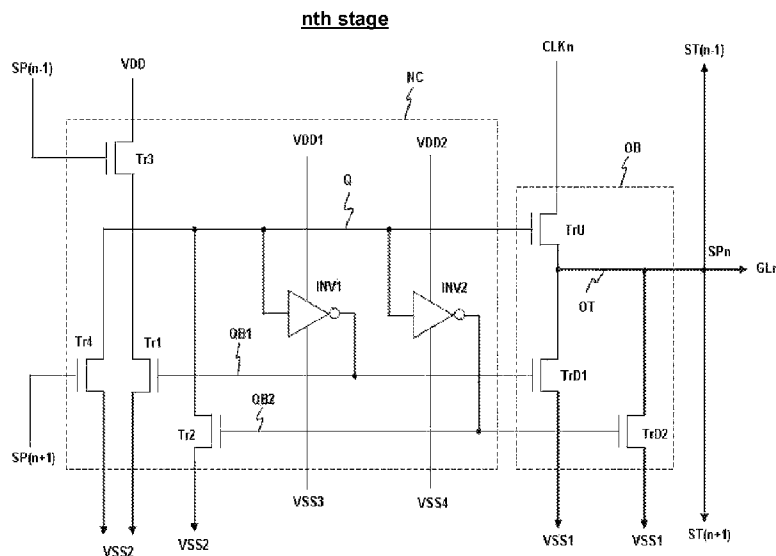 nth stage
SP(n-1)
VDD
NC
CLKn
ST(n-1)
VDD1
VDD2
OB
Tr3
Q
TrU
SPn
GLn
INV1
INV2
OT
Tr4
Tr1
QB1
TrD1
QB2
Tr2
TrD2
SP(n+1)
VSS3
VSS4
VSS2
VSS2
VSS1
VSS1
ST(n+1)